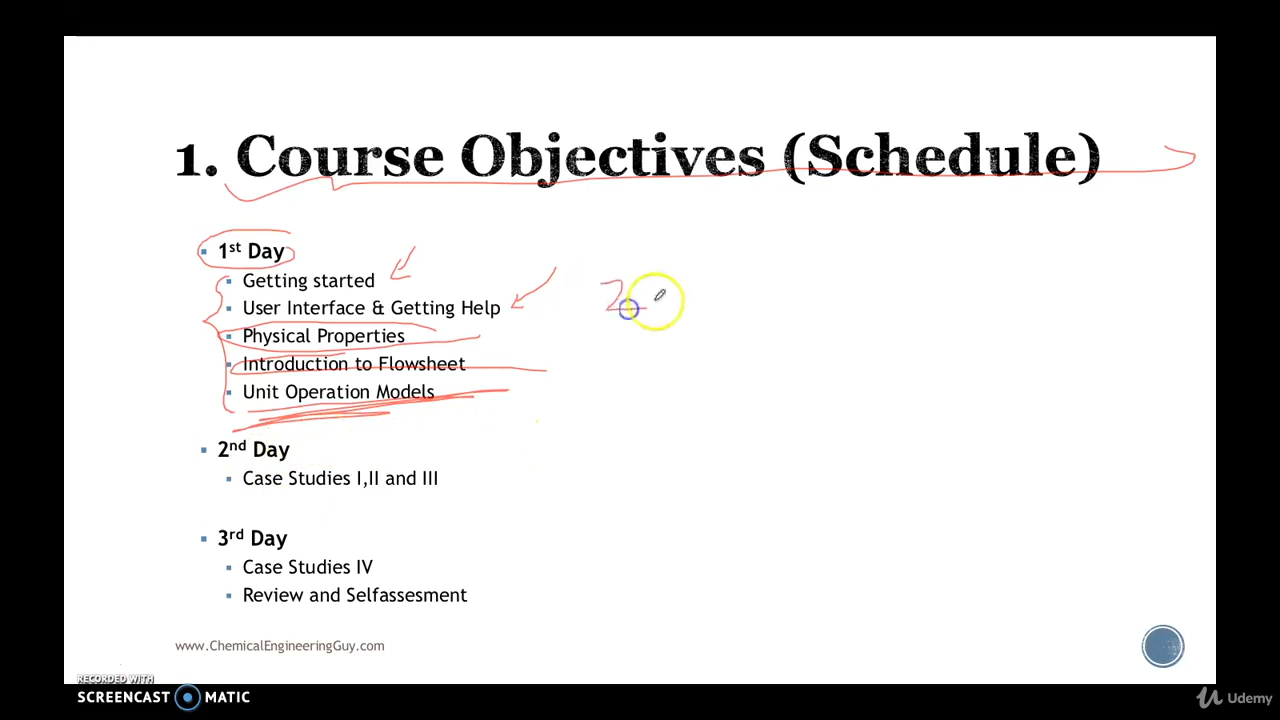 1. Course Objectives (Schedule)
1st Day
Getting started
User Interface & Getting Help
Physical Properties
Introduction to Flowsheet
Unit Operation Models
2
2nd Day
Case Studies I,II and III
3rd Day
Case Studies IV
Review and Selfassesment
www.ChemicalEngineeringGuy.com
RECORDED WITH
SCREENCAST MATIC
Udemy